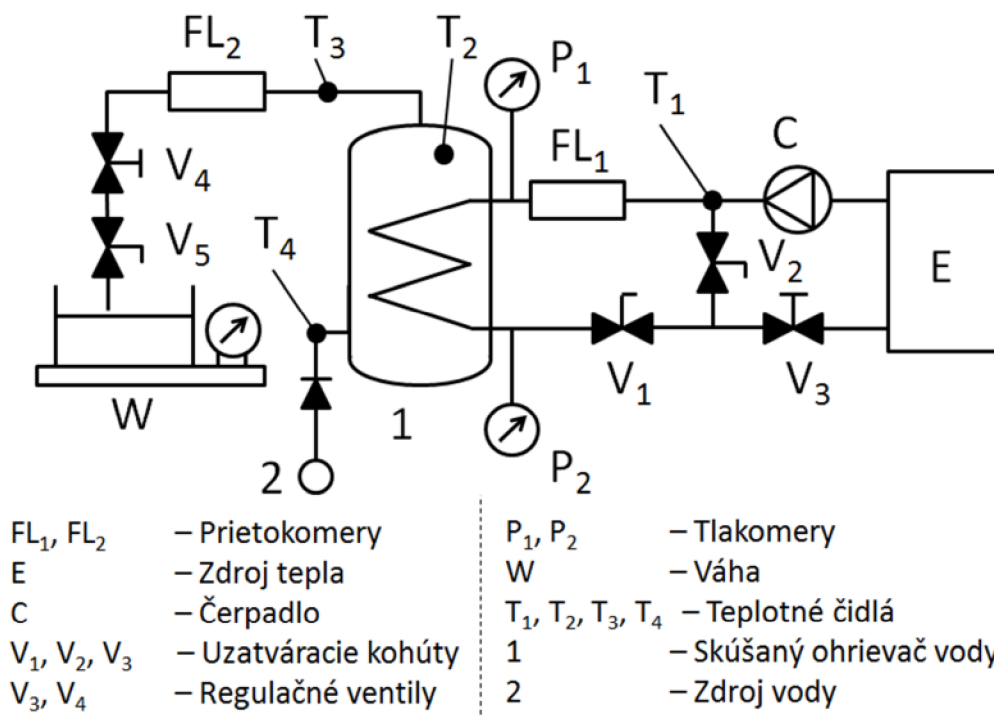 FL₂
T₃
T₂
P₁
T₁
C
FL₁
V₄
V₅
T₄
V₂
E
W
1
V₁
V₃
2
P₂
FL₁, FL₂ – Prietokomery
E – Zdroj tepla
C – Čerpadlo
V₁, V₂, V₃ – Uzatváracie kohúty
V₃, V₄ – Regulačné ventily
P₁, P₂ – Tlakomery
W – Váha
T₁, T₂, T₃, T₄ – Teplotné čidlá
1 – Skúšaný ohrievač vody
2 – Zdroj vody